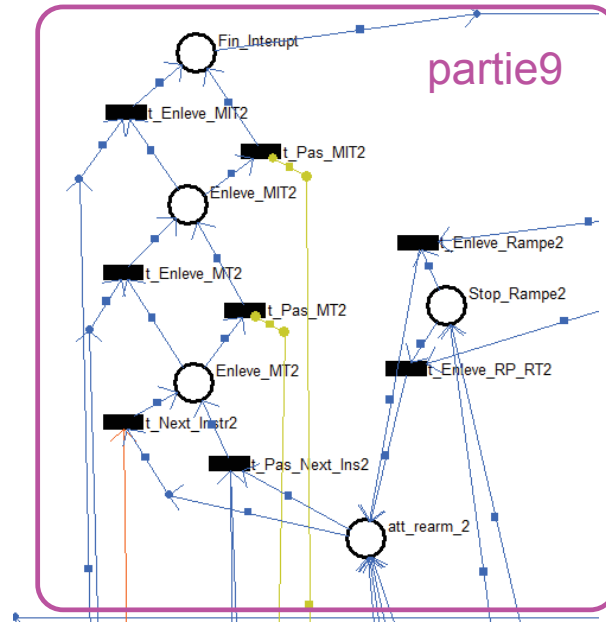 Fin_Interupt
partie9
t_Enleve_MIT2
t_Pas_MIT2
Enleve_MIT2
t_Enleve_Rampe2
t_Enleve_MT2
Stop_Rampe2
t_Pas_MT2
Enleve_MT2
t_Enleve_RP_RT2
t_Next_Instr2
t_Pas_Next_Ins2
att_rearm_2